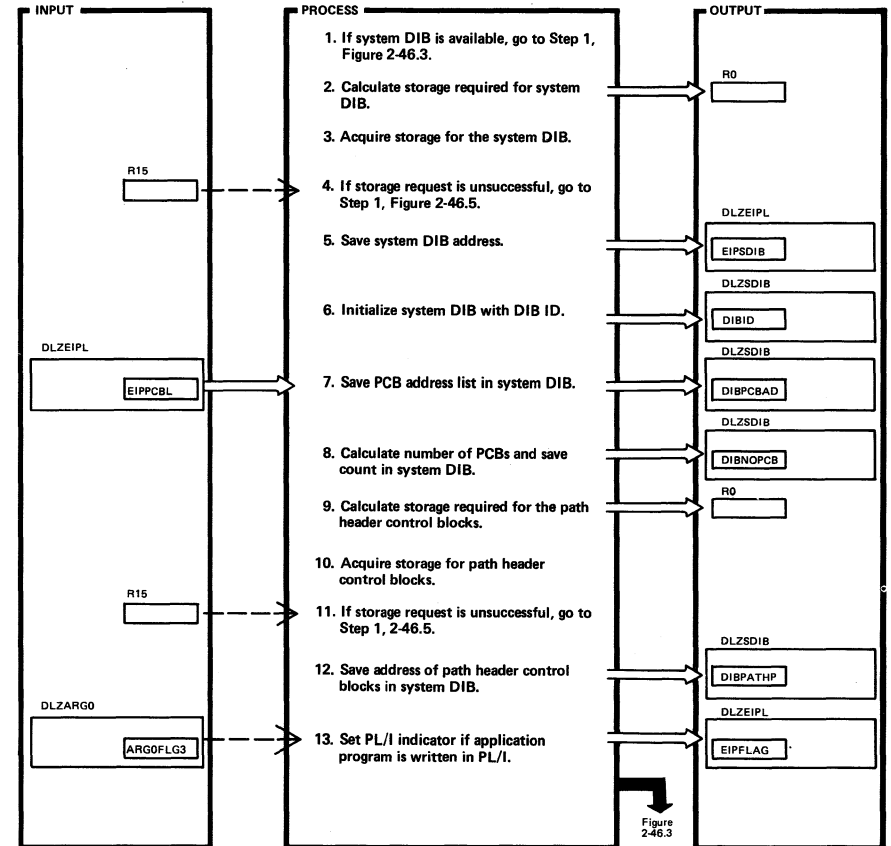 INPUT
PROCESS
OUTPUT
1. If system DIB is available, go to Step 1,
Figure 2-46.3.
2. Calculate storage required for system
DIB.
R0
3. Acquire storage for the system DIB.
R15
4. If storage request is unsuccessful, go to
Step 1, Figure 2-46.5.
5. Save system DIB address.
DLZEIPL
EIPSDIB
6. Initialize system DIB with DIB ID.
DLZSDIB
DIBID
DLZEIPL
EIPPCBL
7. Save PCB address list in system DIB.
DLZSDIB
DIBPCBAD
8. Calculate number of PCBs and save
count in system DIB.
DLZSDIB
DIBNOPCB
9. Calculate storage required for the path
header control blocks.
R0
10. Acquire storage for path header
control blocks.
R15
11. If storage request is unsuccessful, go to
Step 1, 2-46.5.
12. Save address of path header control
blocks in system DIB.
DLZSDIB
DIBPATHP
DLZARG0
ARG0FLG3
13. Set PL/I indicator if application
program is written in PL/I.
DLZEIPL
EIPFLAG
Figure
2-46.3